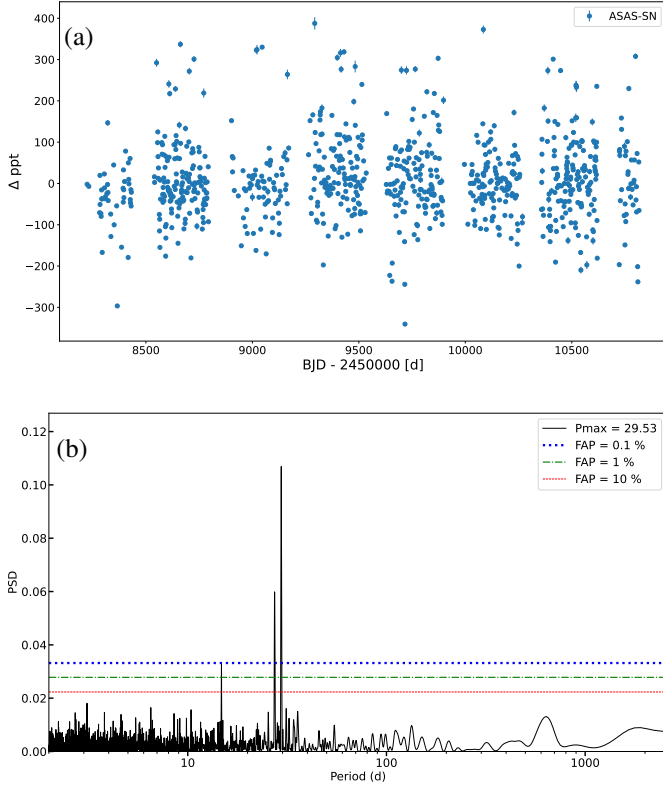 (a)
ASAS-SN
400
300
200
100
0
−100
−200
−300
Δ ppt
8500 9000 9500 10000 10500
BJD - 2450000 [d]
(b)
Pmax = 29.53
FAP = 0.1 %
FAP = 1 %
FAP = 10 %
0.12
0.10
0.08
0.06
0.04
0.02
0.00
PSD
10 100 1000
Period (d)